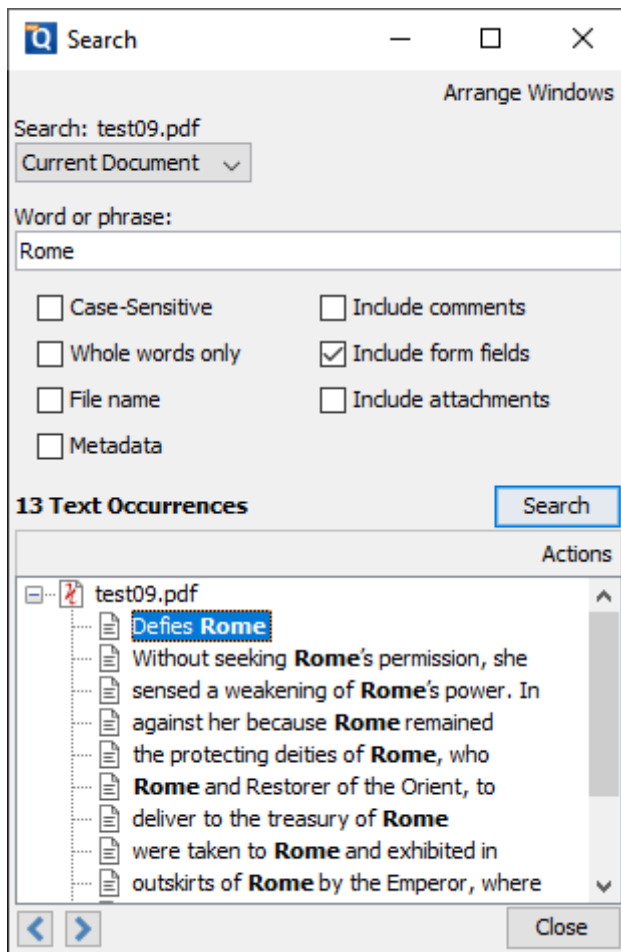 Search
Arrange Windows
Search: test09.pdf
Current Document
Word or phrase:
Rome
Case-Sensitive
Include comments
Whole words only
Include form fields
File name
Include attachments
Metadata
13 Text Occurrences
Search
Actions
test09.pdf
Defies Rome
Without seeking Rome's permission, she
sensed a weakening of Rome's power. In
against her because Rome remained
the protecting deities of Rome, who
Rome and Restorer of the Orient, to
deliver to the treasury of Rome
were taken to Rome and exhibited in
outskirts of Rome by the Emperor, where
Close